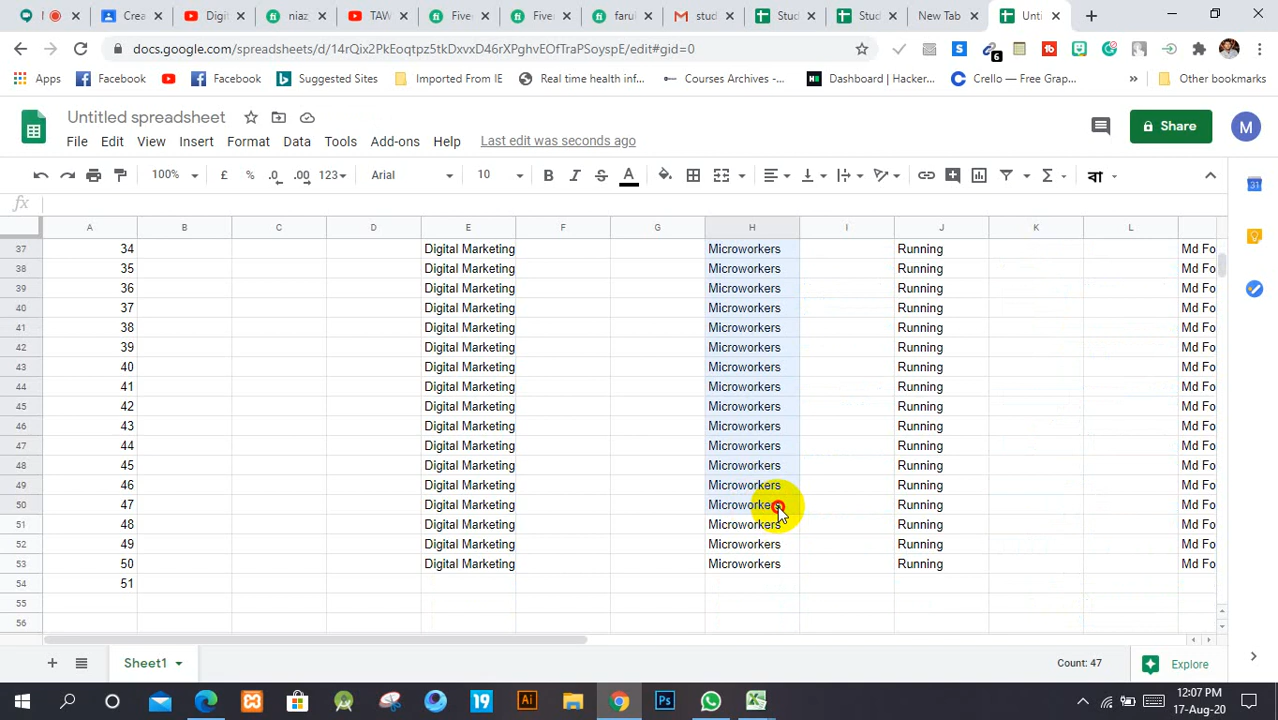 Crea
Digit
niaz
TAW
Fiver
Fiver
faru
stud
Stud
Stud
New Tab
Unti
docs.google.com/spreadsheets/d/14rQix2PkEoqtpz5tkDxvxD46rXPghvEOfTraPSoyspE/edit#gid=0
6
Apps Facebook Facebook Suggested Sites Imported From IE Real time health inf... Courses Archives -... Dashboard | Hacker... Crello — Free Grap... » Other bookmarks
Untitled spreadsheet
File Edit View Insert Format Data Tools Add-ons Help Last edit was seconds ago
Share M
100% £ % .0 .00 123 Arial 10 B I S A Σ বা
31
fx
A B C D E F G H I J K L
37 34 Digital Marketing Microworkers Running Md Fo
38 35 Digital Marketing Microworkers Running Md Fo
39 36 Digital Marketing Microworkers Running Md Fo
40 37 Digital Marketing Microworkers Running Md Fo
41 38 Digital Marketing Microworkers Running Md Fo
42 39 Digital Marketing Microworkers Running Md Fo
43 40 Digital Marketing Microworkers Running Md Fo
44 41 Digital Marketing Microworkers Running Md Fo
45 42 Digital Marketing Microworkers Running Md Fo
46 43 Digital Marketing Microworkers Running Md Fo
47 44 Digital Marketing Microworkers Running Md Fo
48 45 Digital Marketing Microworkers Running Md Fo
49 46 Digital Marketing Microworkers Running Md Fo
50 47 Digital Marketing Microworkers Running Md Fo
51 48 Digital Marketing Microworkers Running Md Fo
52 49 Digital Marketing Microworkers Running Md Fo
53 50 Digital Marketing Microworkers Running Md Fo
54 51
55
56
Sheet1 Count: 47 Explore
19 Ai Ps 12:07 PM
17-Aug-20